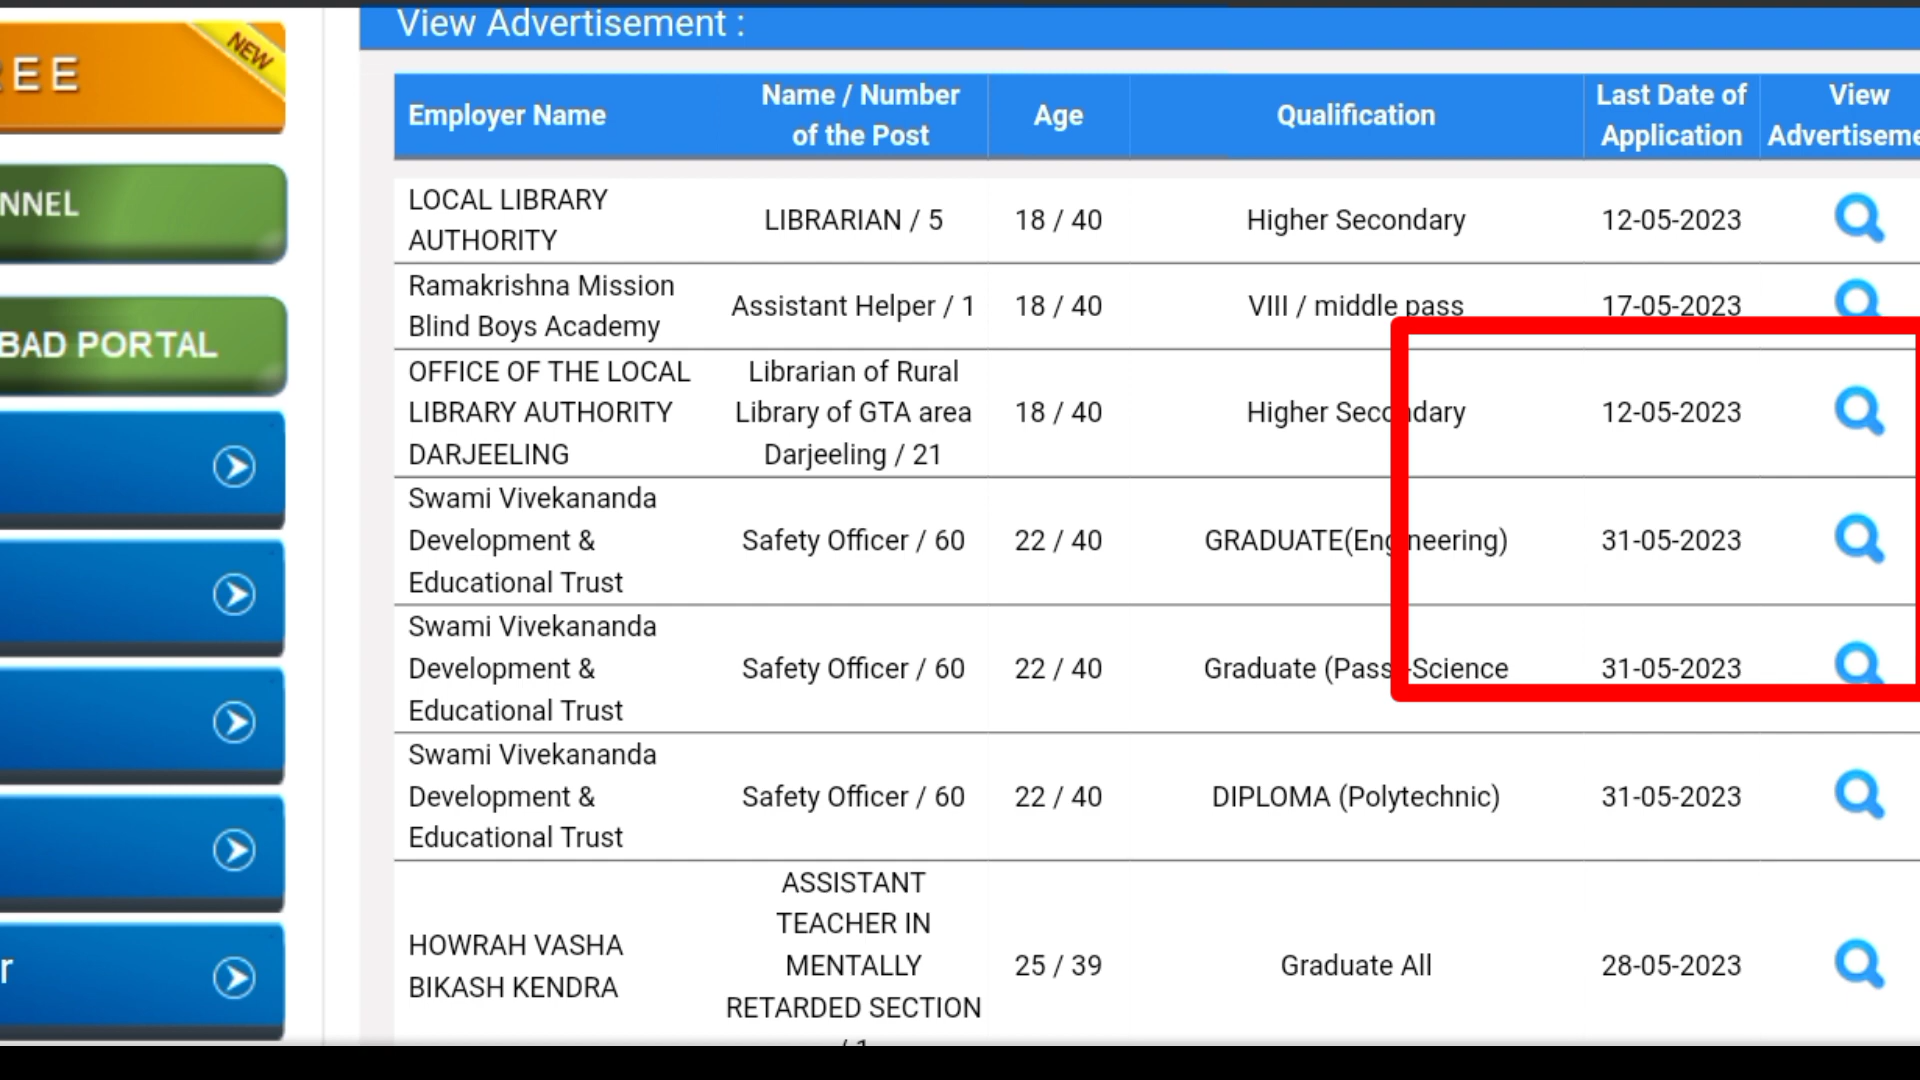 View Advertisement :
EE
NEW
NNEL
BAD PORTAL
r
Employer Name
Name / Number of the Post
Age
Qualification
Last Date of Application
View
LOCAL LIBRARY AUTHORITY
LIBRARIAN / 5
18 / 40
Higher Secondary
12-05-2023
Ramakrishna Mission Blind Boys Academy
Assistant Helper / 1
18 / 40
VIII / middle pass
17-05-2023
OFFICE OF THE LOCAL LIBRARY AUTHORITY DARJEELING
Librarian of Rural Library of GTA area Darjeeling / 21
18 / 40
Higher Secondary
12-05-2023
Swami Vivekananda Development & Educational Trust
Safety Officer / 60
22 / 40
GRADUATE(Engineering)
31-05-2023
Swami Vivekananda Development & Educational Trust
Safety Officer / 60
22 / 40
Graduate (Pass)-Science
31-05-2023
Swami Vivekananda Development & Educational Trust
Safety Officer / 60
22 / 40
DIPLOMA (Polytechnic)
31-05-2023
HOWRAH VASHA BIKASH KENDRA
ASSISTANT TEACHER IN MENTALLY RETARDED SECTION / 1
25 / 39
Graduate All
28-05-2023